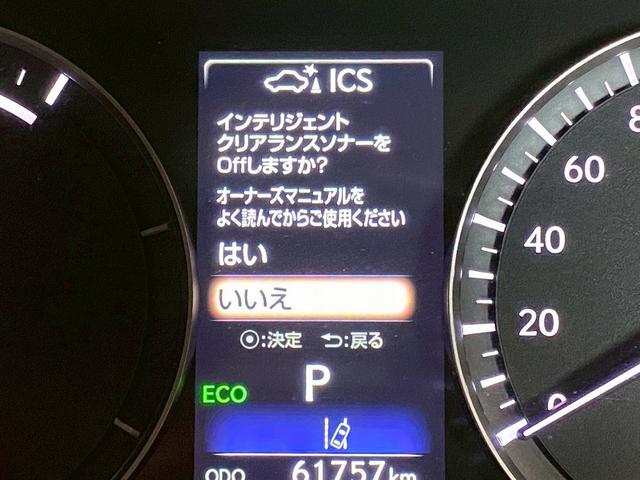 ICS
インテリジェント
クリアランスソナーを
Offしますか?
オーナーズマニュアルを
よく読んでからご使用ください
はい
いいえ
:決定 :戻る
P
ECO
ODO 61757km
8
60
40
20
0